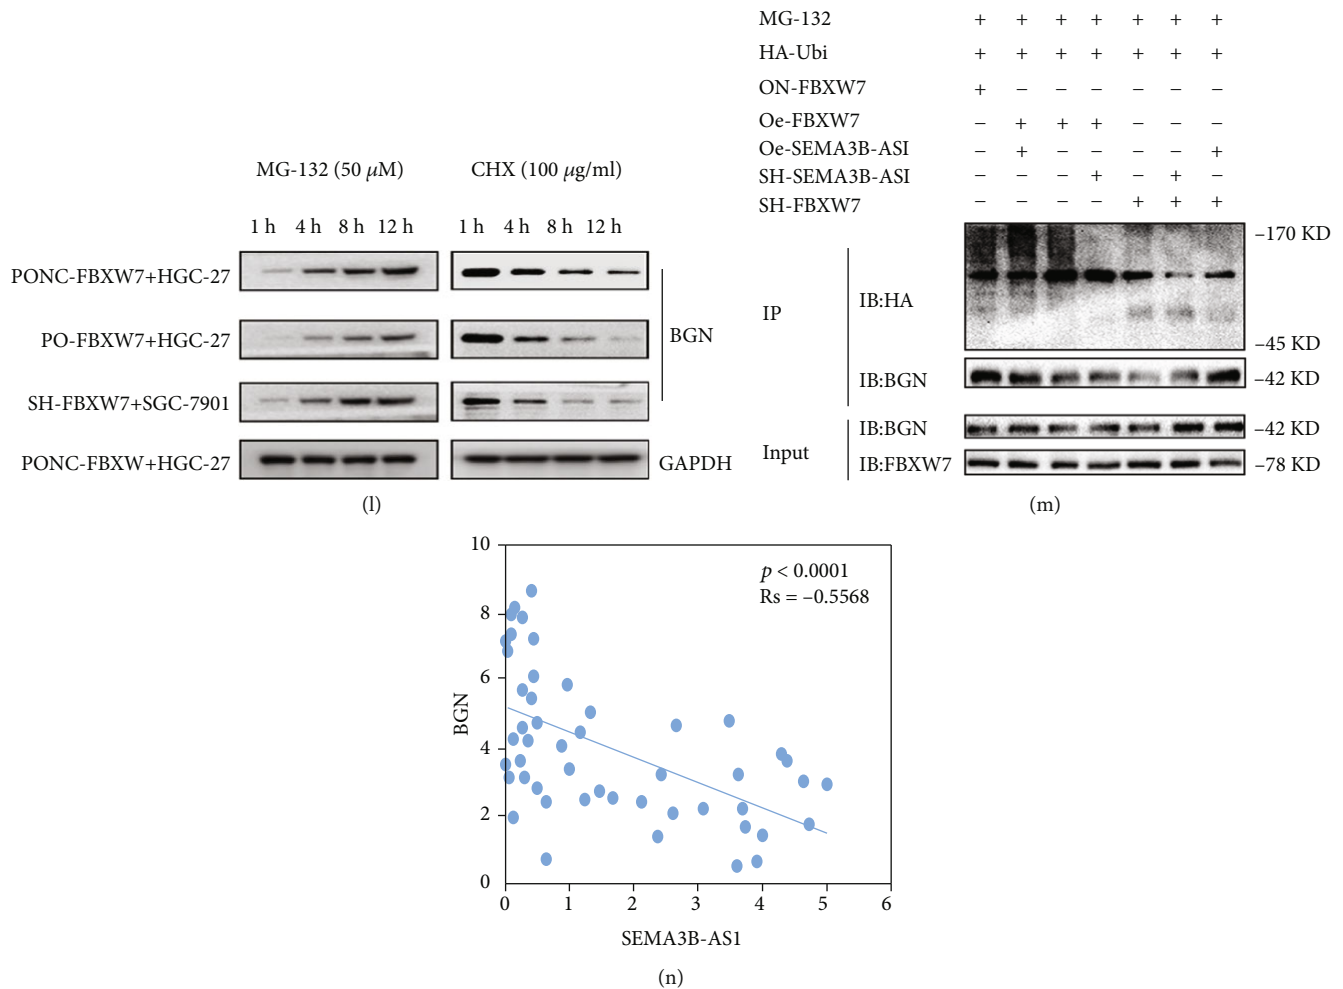 MG-132 (50 μM) CHX (100 μg/ml)
1 h 4 h 8 h 12 h 1 h 4 h 8 h 12 h
PONC-FBXW7+HGC-27
PO-FBXW7+HGC-27
BGN
SH-FBXW7+SGC-7901
PONC-FBXW+HGC-27
GAPDH
(l)
MG-132 + + + + + + +
HA-Ubi + + + + + + +
ON-FBXW7 + – – – – – –
Oe-FBXW7 – + + + – – –
Oe-SEMA3B-ASI – + – – – – +
SH-SEMA3B-ASI – – – + – + –
SH-FBXW7 – – – – + + +
–170 KD
IP
IB:HA
–45 KD
IB:BGN –42 KD
Input
IB:BGN –42 KD
IB:FBXW7 –78 KD
(m)
10
8
6
4
2
0
BGN
p < 0.0001
Rs = –0.5568
0 1 2 3 4 5 6
SEMA3B-AS1
(n)